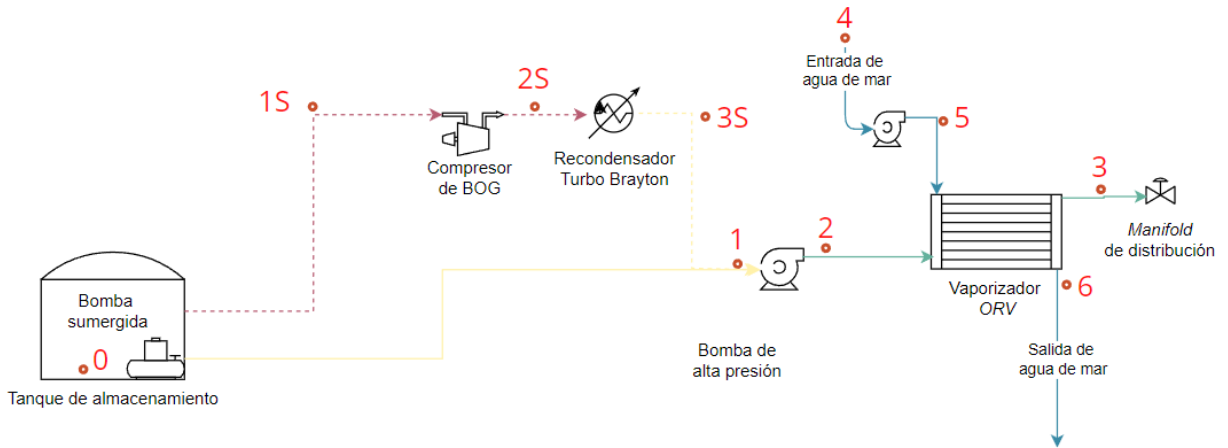 4
Entrada de
agua de mar
1S
2S
3S
5
Compresor
de BOG
Recondensador
Turbo Brayton
3
Manifold
de distribución
1
2
Vaporizador
ORV
6
Bomba
sumergida
0
Tanque de almacenamiento
Bomba de
alta presión
Salida de
agua de mar